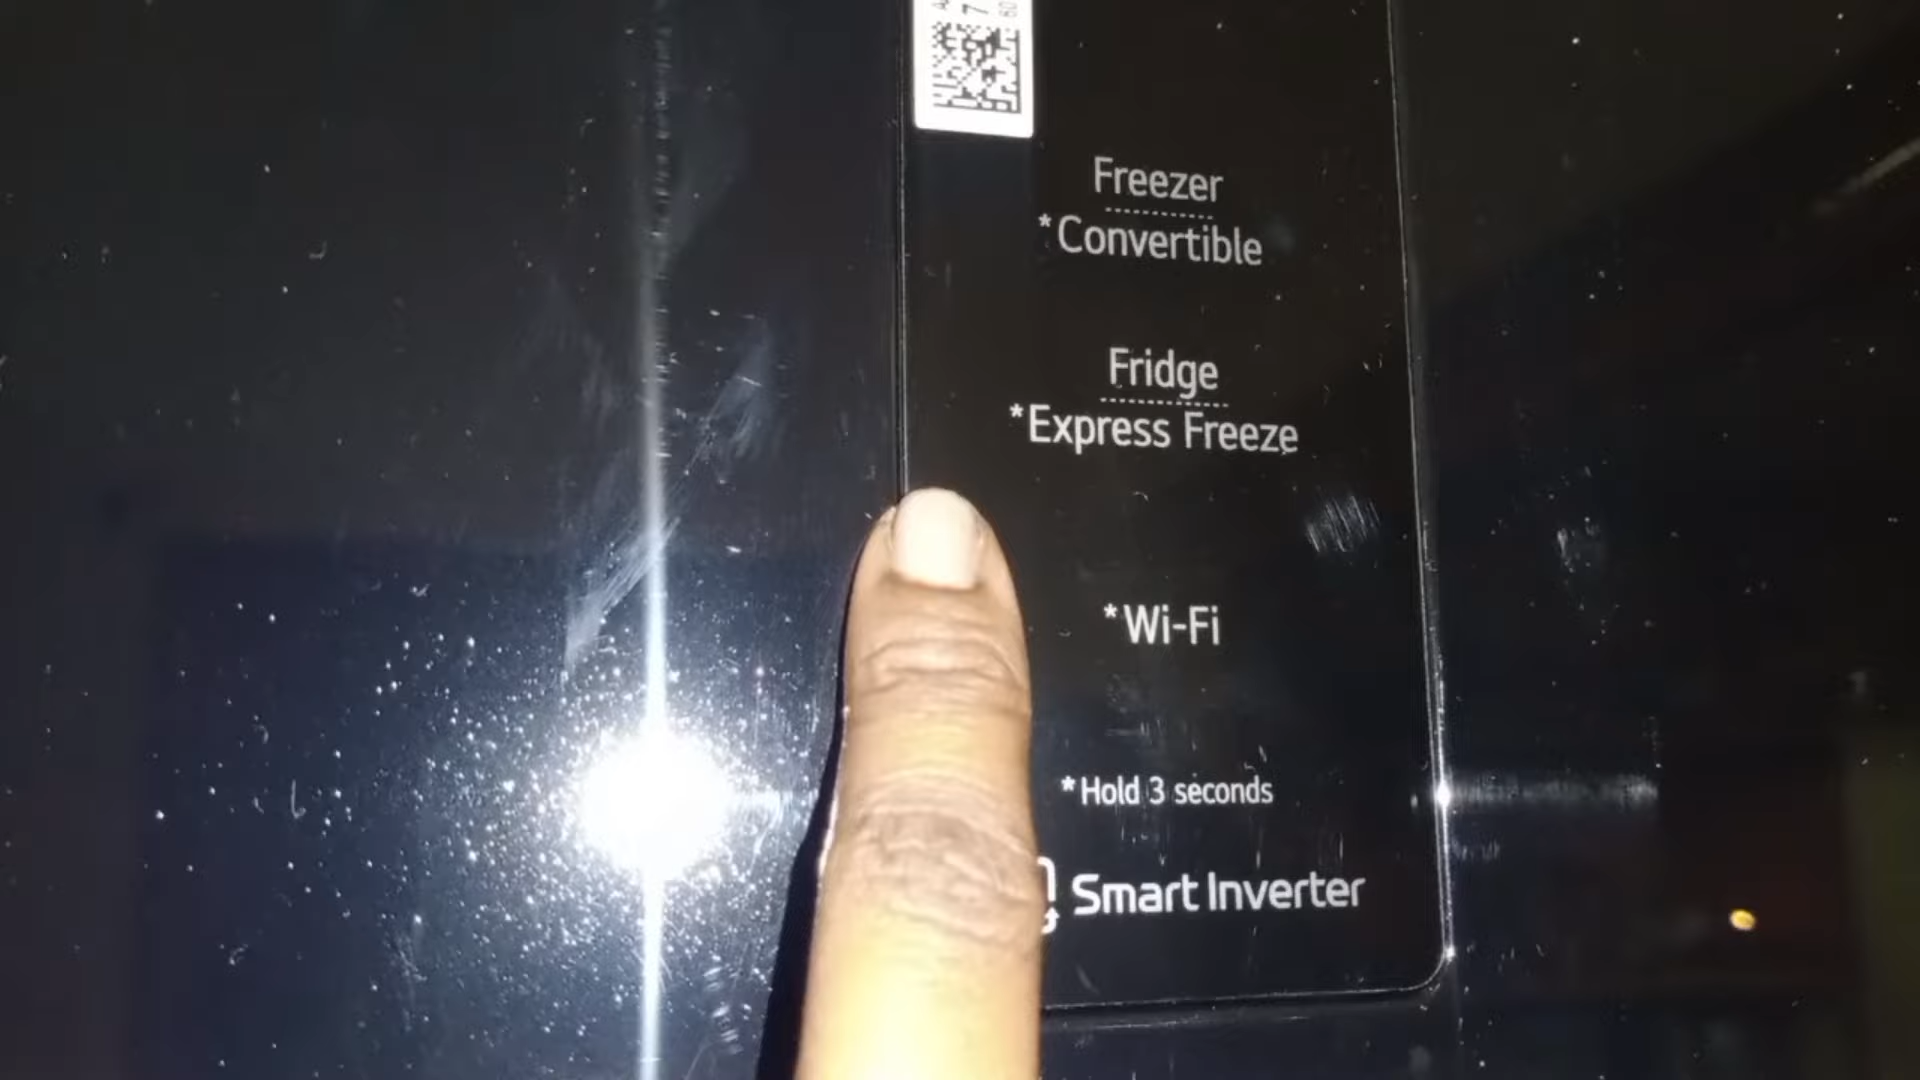 Freezer
*Convertible
Fridge
*Express Freeze
*Wi-Fi
*Hold 3 seconds
Smart Inverter